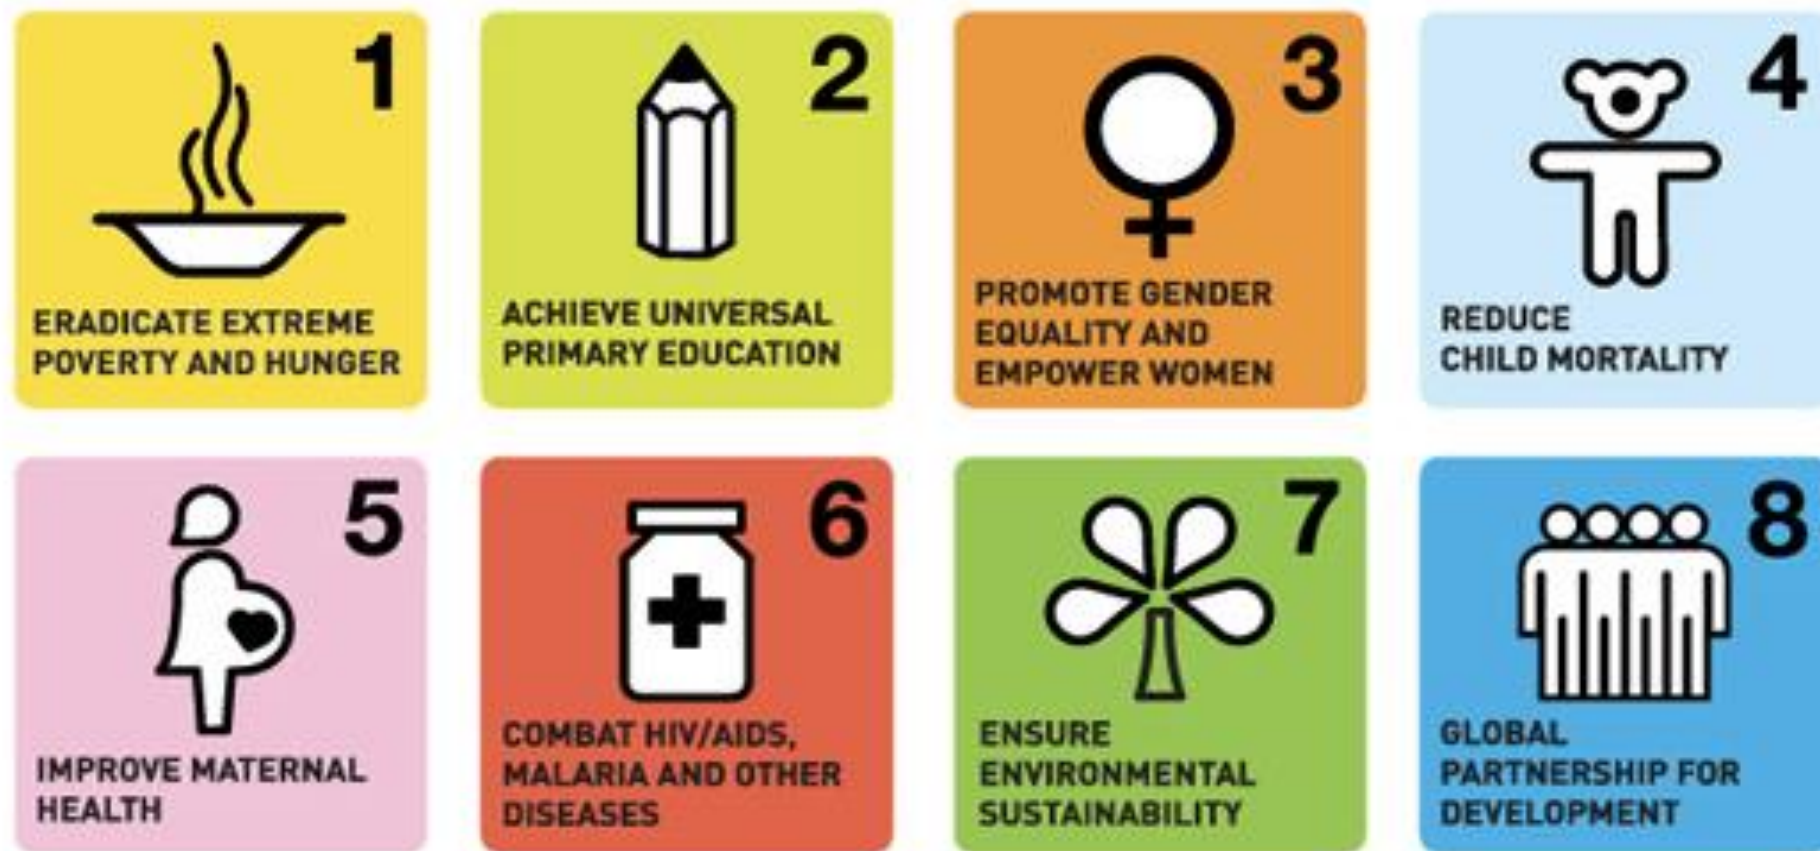 1
ERADICATE EXTREME
POVERTY AND HUNGER
2
ACHIEVE UNIVERSAL
PRIMARY EDUCATION
3
PROMOTE GENDER
EQUALITY AND
EMPOWER WOMEN
4
REDUCE
CHILD MORTALITY
5
IMPROVE MATERNAL
HEALTH
6
COMBAT HIV/AIDS,
MALARIA AND OTHER
DISEASES
7
ENSURE
ENVIRONMENTAL
SUSTAINABILITY
8
GLOBAL
PARTNERSHIP FOR
DEVELOPMENT